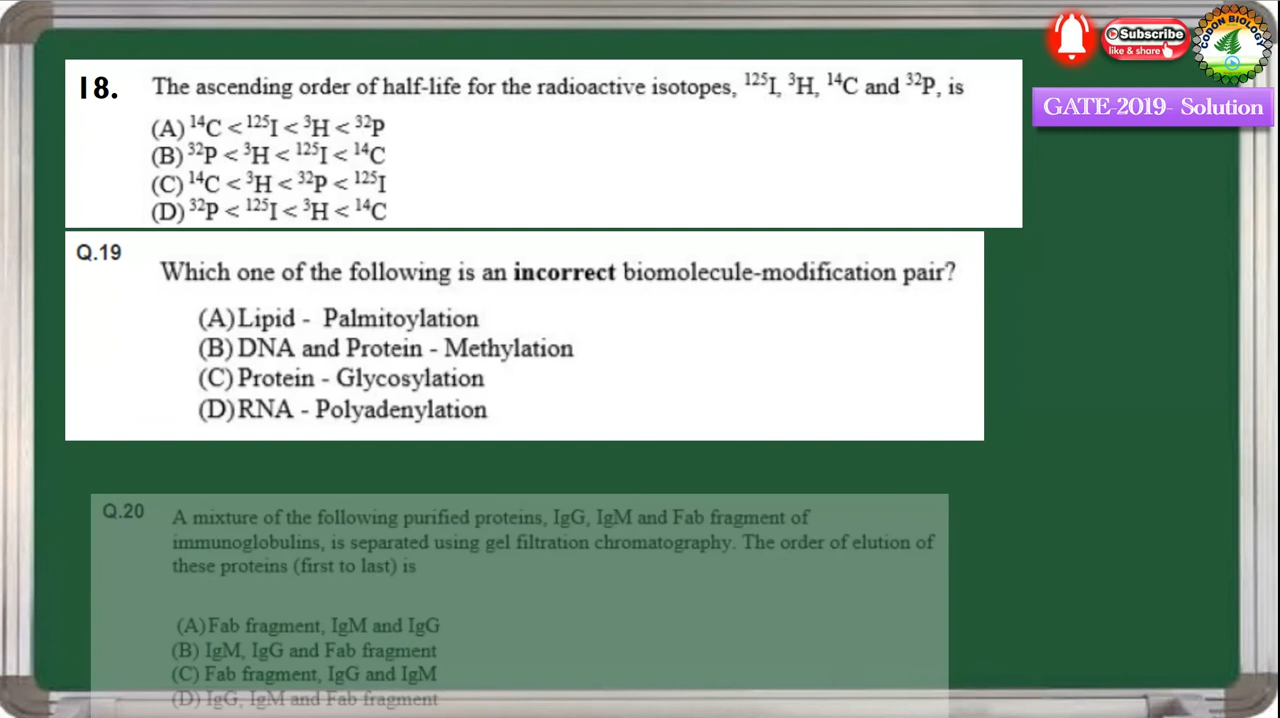 Subscribe
like & share
CODON BIOLOGY
GATE-2019- Solution
18. The ascending order of half-life for the radioactive isotopes, ¹²⁵I, ³H, ¹⁴C and ³²P, is
(A) ¹⁴C < ¹²⁵I < ³H < ³²P
(B) ³²P < ³H < ¹²⁵I < ¹⁴C
(C) ¹⁴C < ³H < ³²P < ¹²⁵I
(D) ³²P < ¹²⁵I < ³H < ¹⁴C
Q.19
Which one of the following is an incorrect biomolecule-modification pair?
(A) Lipid - Palmitoylation
(B) DNA and Protein - Methylation
(C) Protein - Glycosylation
(D) RNA - Polyadenylation
Q.20 A mixture of the following purified proteins, IgG, IgM and Fab fragment of
immunoglobulins, is separated using gel filtration chromatography. The order of elution of
these proteins (first to last) is
(A) Fab fragment, IgM and IgG
(B) IgM, IgG and Fab fragment
(C) Fab fragment, IgG and IgM
(D) IgG, IgM and Fab fragment